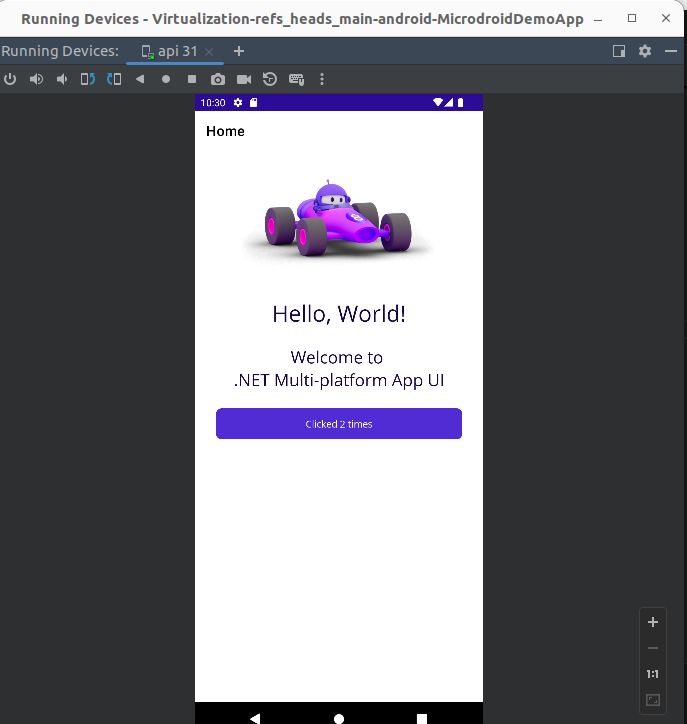 Running Devices - Virtualization-refs_heads_main-android-MicrodroidDemoApp
Running Devices:
api 31
10:30
Home
Hello, World!
Welcome to
.NET Multi-platform App UI
Clicked 2 times
1:1